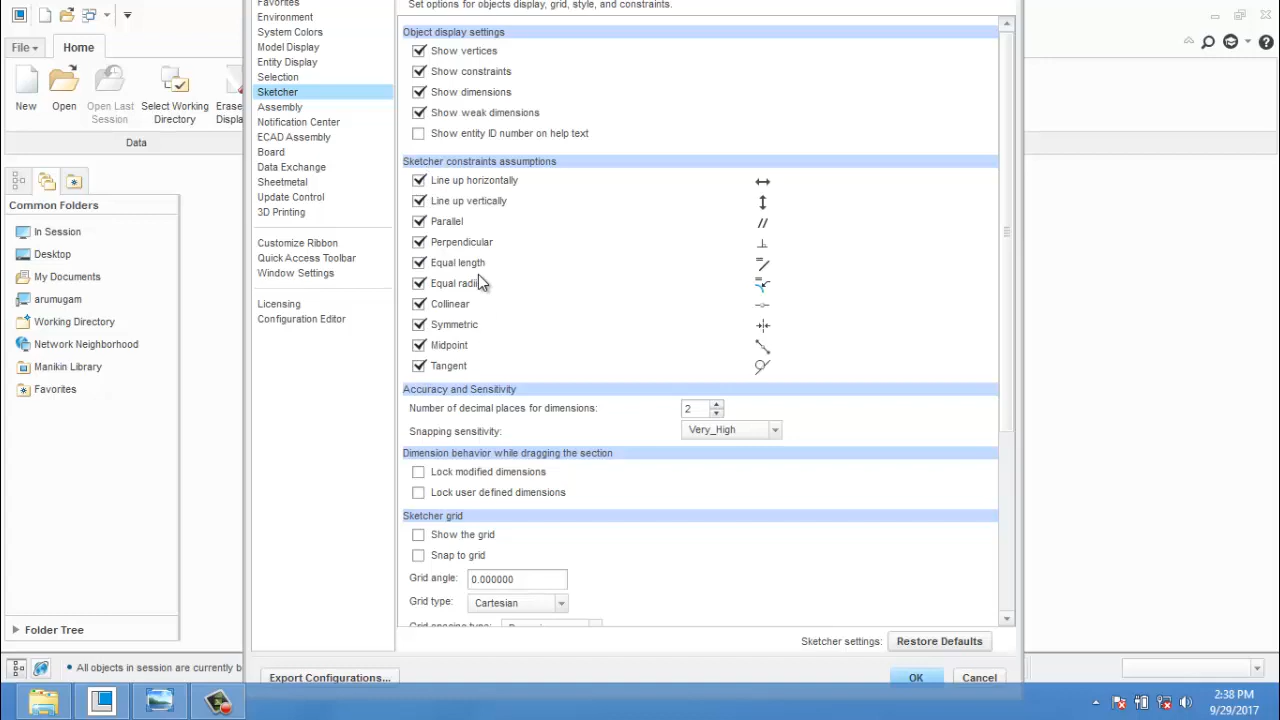 Favorites
Set options for objects display, grid, style, and constraints.
Environment
System Colors
Model Display
Entity Display
Selection
Sketcher
Assembly
Notification Center
ECAD Assembly
Board
Data Exchange
Sheetmetal
Update Control
3D Printing
Customize Ribbon
Quick Access Toolbar
Window Settings
Licensing
Configuration Editor
File
Home
New
Open
Open Last
Session
Select Working
Directory
Data
Common Folders
In Session
Desktop
My Documents
arumugam
Working Directory
Network Neighborhood
Manikin Library
Favorites
Folder Tree
Object display settings
Show vertices
Show constraints
Show dimensions
Show weak dimensions
Show entity ID number on help text
Sketcher constraints assumptions
Line up horizontally
Line up vertically
Parallel
Perpendicular
Equal length
Equal
Collinear
Symmetric
Midpoint
Tangent
Accuracy and Sensitivity
Number of decimal places for dimensions: 2
Snapping sensitivity: Very_High
Dimension behavior while dragging the section
Lock modified dimensions
Lock user defined dimensions
Sketcher grid
Show the grid
Snap to grid
Grid angle: 0.000000
Grid type: Cartesian
Grid spacing type:
Sketcher settings: Restore Defaults
Export Configurations...
OK
Cancel
• All objects in session are currently
2:38 PM
9/29/2017